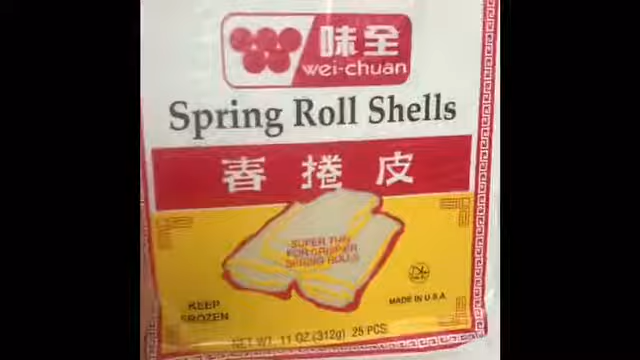 味全
wei-chuan
Spring Roll Shells
春捲皮
SUPER THIN
FOR CRISPIER
SPRING ROLLS
KEEP
FROZEN
MADE IN U.S.A.
NET WT. 11 OZ (312g) 25 PCS.